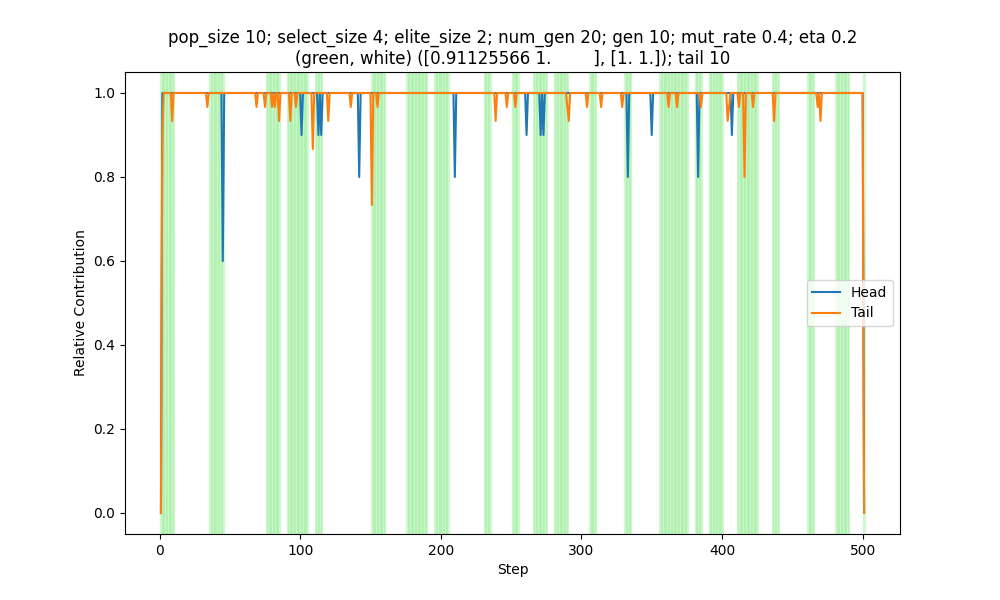 pop_size 10; select_size 4; elite_size 2; num_gen 20; gen 10; mut_rate 0.4; eta 0.2
(green, white) ([0.91125566 1.        ], [1. 1.]); tail 10
1.0
0.8
0.6
0.4
0.2
0.0
Relative Contribution
Head
Tail
0 100 200 300 400 500
Step